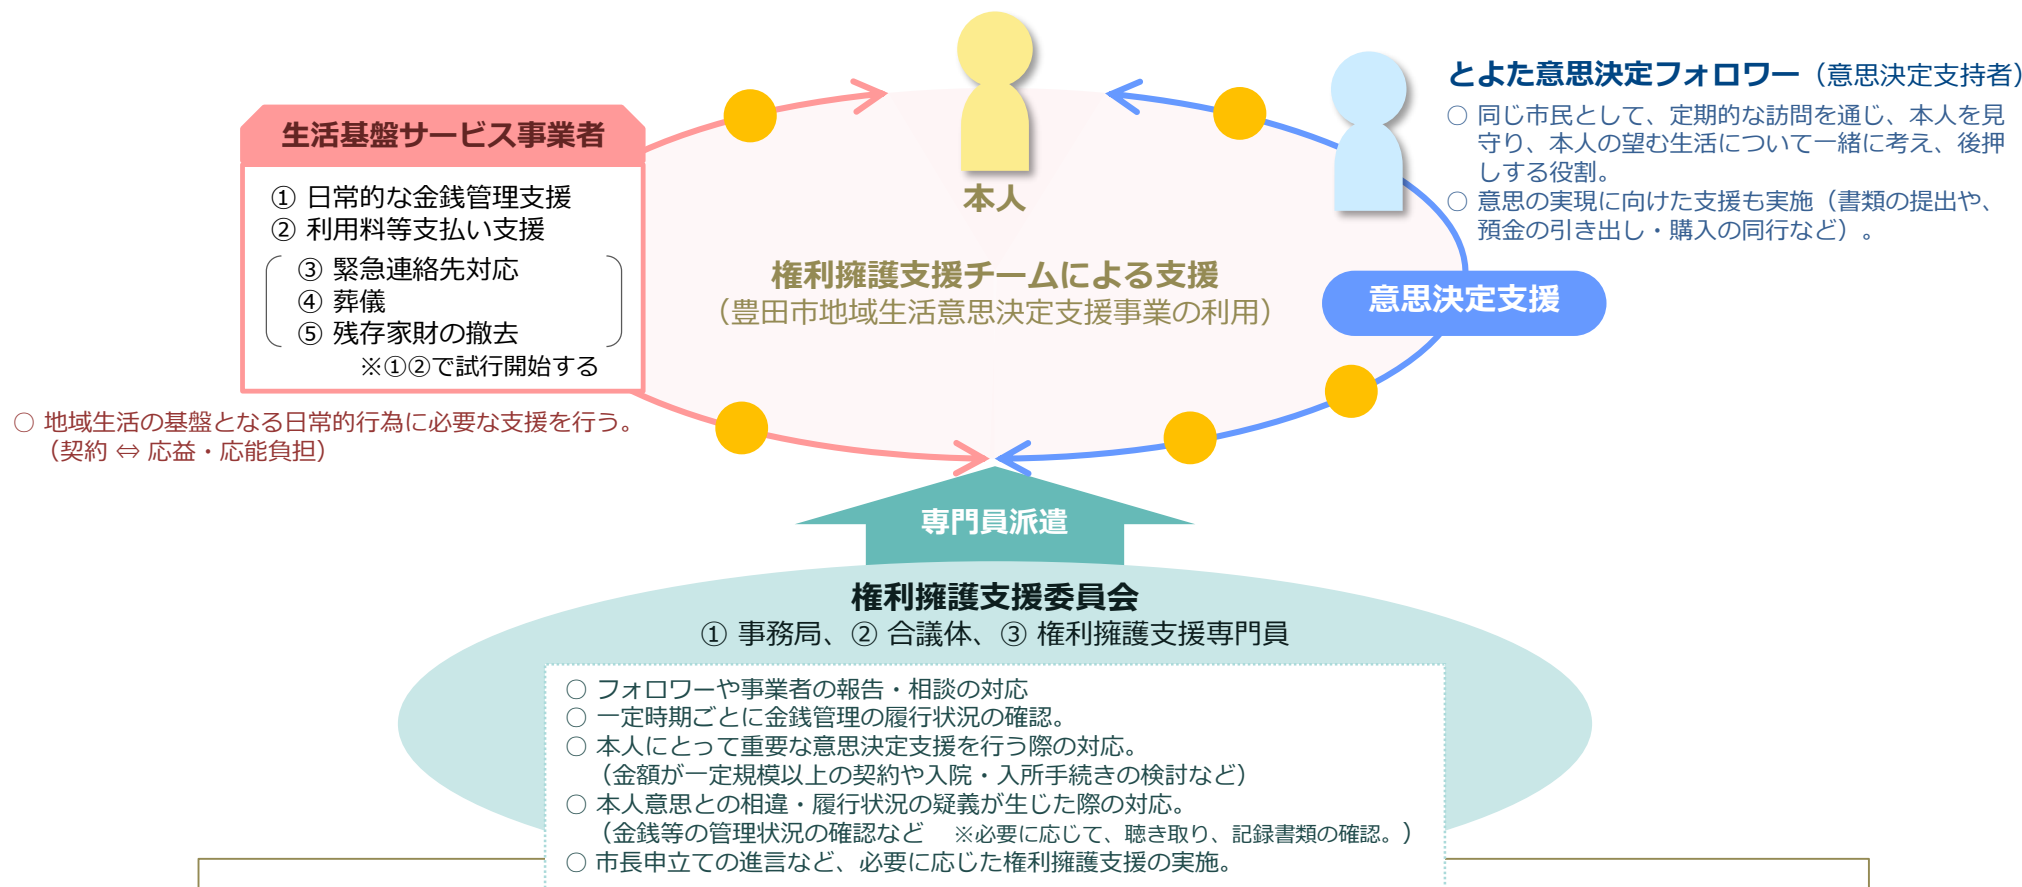 とよた意思決定フォロワー（意思決定支持者）
○ 同じ市民として、定期的な訪問を通じ、本人を見
守り、本人の望む生活について一緒に考え、後押
しする役割。
○ 意思の実現に向けた支援も実施（書類の提出や、
預金の引き出し・購入の同行など）。
生活基盤サービス事業者
① 日常的な金銭管理支援
② 利用料等支払い支援
③ 緊急連絡先対応
④ 葬儀
⑤ 残存家財の撤去
※①②で試行開始する
本人
権利擁護支援チームによる支援
（豊田市地域生活意思決定支援事業の利用）
意思決定支援
○ 地域生活の基盤となる日常的行為に必要な支援を行う。
（契約 ⇔ 応益・応能負担）
専門員派遣
権利擁護支援委員会
① 事務局、② 合議体、③ 権利擁護支援専門員
○ フォロワーや事業者の報告・相談の対応
○ 一定時期ごとに金銭管理の履行状況の確認。
○ 本人にとって重要な意思決定支援を行う際の対応。
（金額が一定規模以上の契約や入院・入所手続きの検討など）
○ 本人意思との相違・履行状況の疑義が生じた際の対応。
（金銭等の管理状況の確認など　※必要に応じて、聴き取り、記録書類の確認。）
○ 市長申立ての進言など、必要に応じた権利擁護支援の実施。